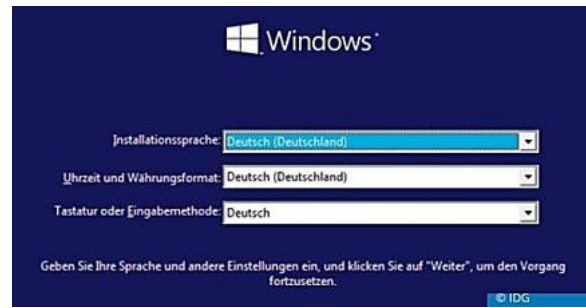 Windows
Installationssprache: Deutsch (Deutschland)
Uhrzeit und Währungsformat: Deutsch (Deutschland)
Tastatur oder Eingabemethode: Deutsch
Geben Sie Ihre Sprache und andere Einstellungen ein, und klicken Sie auf "Weiter", um den Vorgang
fortzusetzen.
© IDG